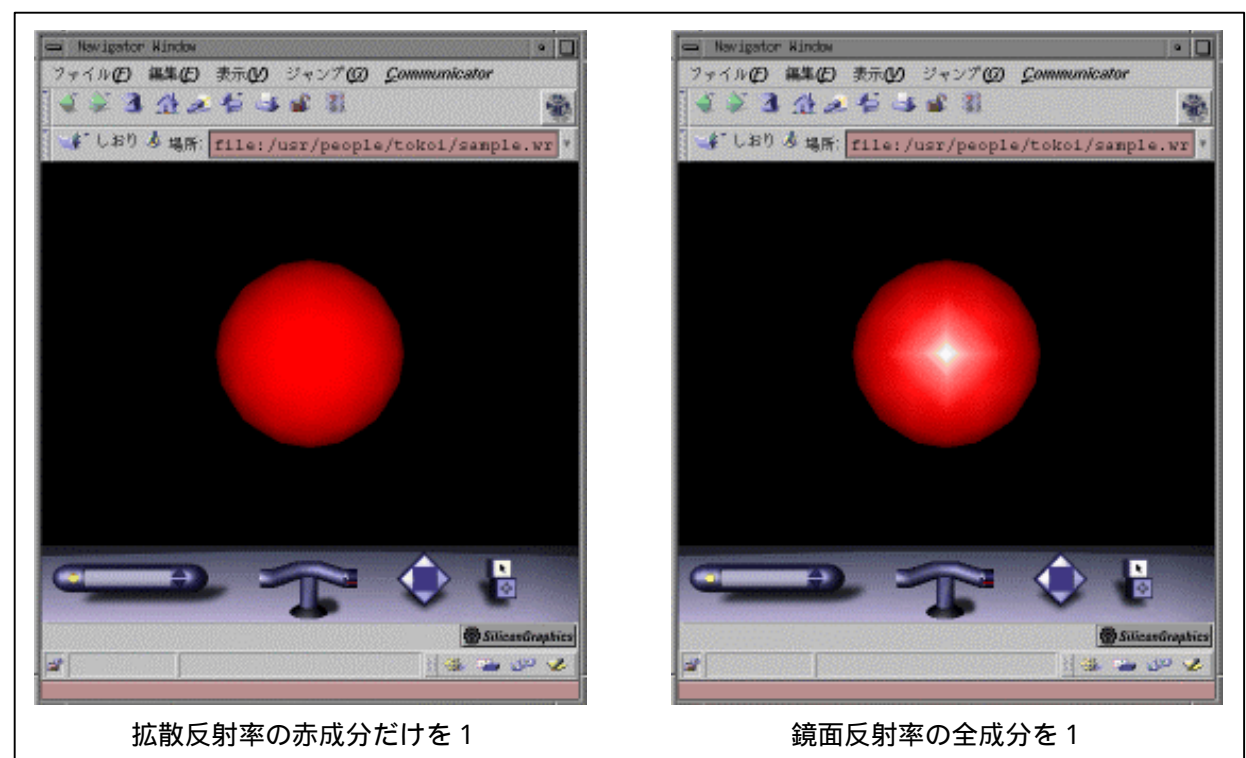 Navigator Window
ファイル(F) 編集(E) 表示(V) ジャンプ(G) Communicator
しおり 場所: file:/usr/people/tokoi/sample.wr
SiliconGraphics
拡散反射率の赤成分だけを 1
Navigator Window
ファイル(F) 編集(E) 表示(V) ジャンプ(G) Communicator
しおり 場所: file:/usr/people/tokoi/sample.wr
SiliconGraphics
鏡面反射率の全成分を 1